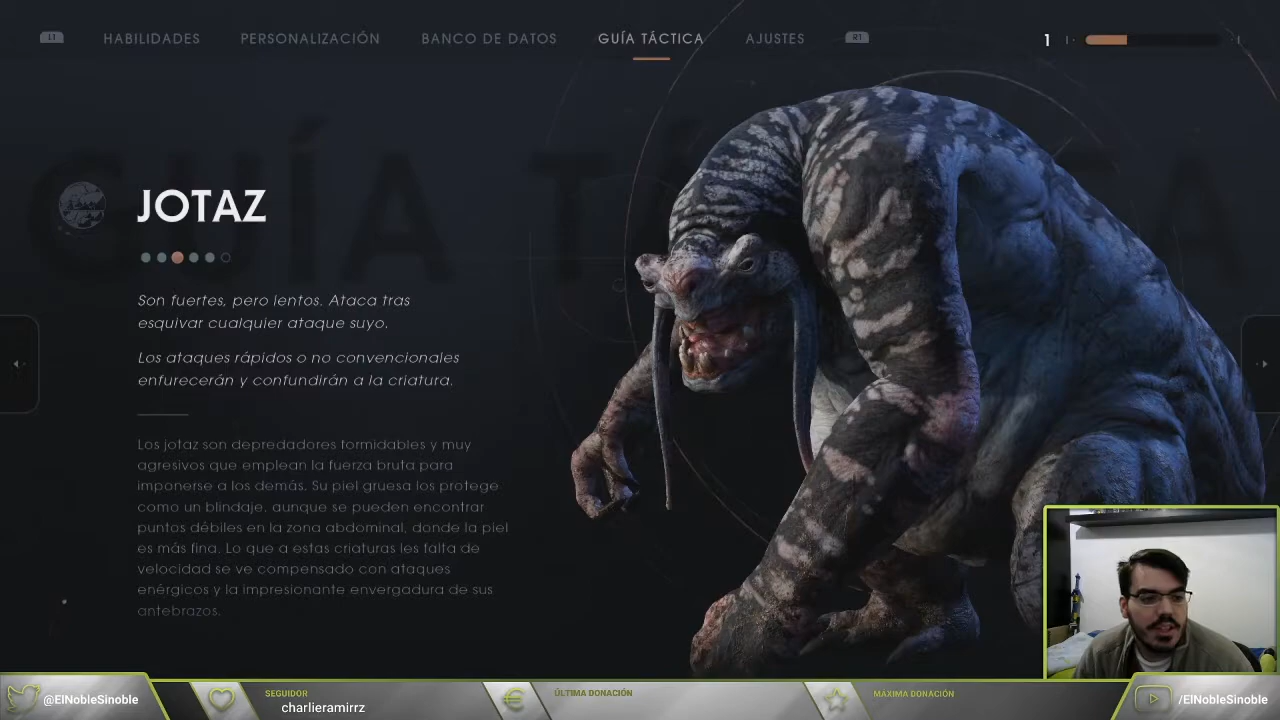 L1
HABILIDADES
PERSONALIZACIÓN
BANCO DE DATOS
GUÍA TÁCTICA
AJUSTES
R1
1
GUÍA TÁCTICA
JOTAZ
Son fuertes, pero lentos. Ataca tras
esquivar cualquier ataque suyo.
Los ataques rápidos o no convencionales
enfurecerán y confundirán a la criatura.
Los jotaz son depredadores formidables y muy
agresivos que emplean la fuerza bruta para
imponerse a los demás. Su piel gruesa los protege
como un blindaje, aunque se pueden encontrar
puntos débiles en la zona abdominal, donde la piel
es más fina. Lo que a estas criaturas les falta de
velocidad se ve compensado con ataques
enérgicos y la impresionante envergadura de sus
antebrazos.
@ElNobleSinoble
SEGUIDOR
charlieramirrz
ÚLTIMA DONACIÓN
MÁXIMA DONACIÓN
/ElNobleSinoble